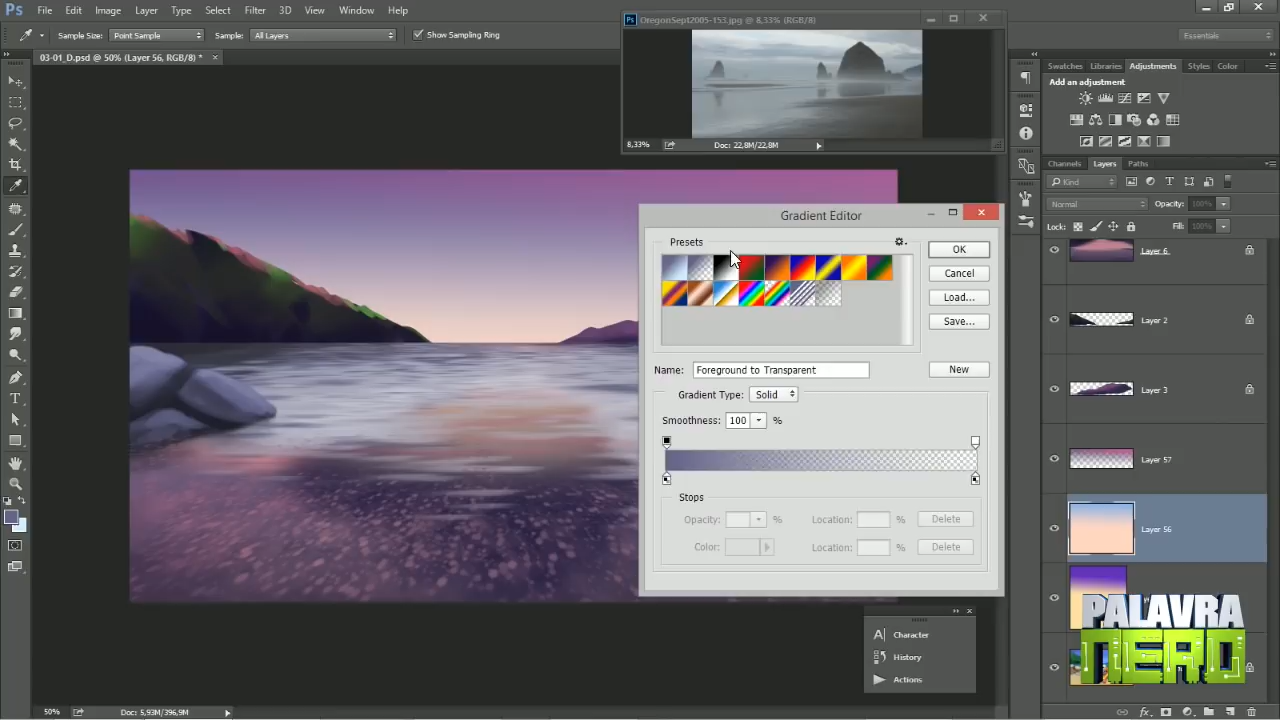 Ps File Edit Image Layer Type Select Filter 3D View Window Help
Sample Size: Point Sample Sample: All Layers Show Sampling Ring Essentials
03-01_D.psd @ 50% (Layer 56, RGB/8) *
Ps OregonSept2005-153.jpg @ 8,33% (RGB/8)
8,33% Doc: 22,8M/22,8M
Gradient Editor
Presets
OK
Cancel
Load...
Save...
Name: Foreground to Transparent New
Gradient Type: Solid
Smoothness: 100 %
Stops
Opacity: % Location: % Delete
Color: Location: % Delete
Character
History
Actions
Swatches Libraries Adjustments Styles Color
Add an adjustment
Channels Layers Paths
Kind
Normal Opacity: 100%
Lock: Fill: 100%
Layer 6
Layer 2
Layer 3
Layer 57
Layer 56
PALAVRA
NERD
50% Doc: 5,93M/396,9M